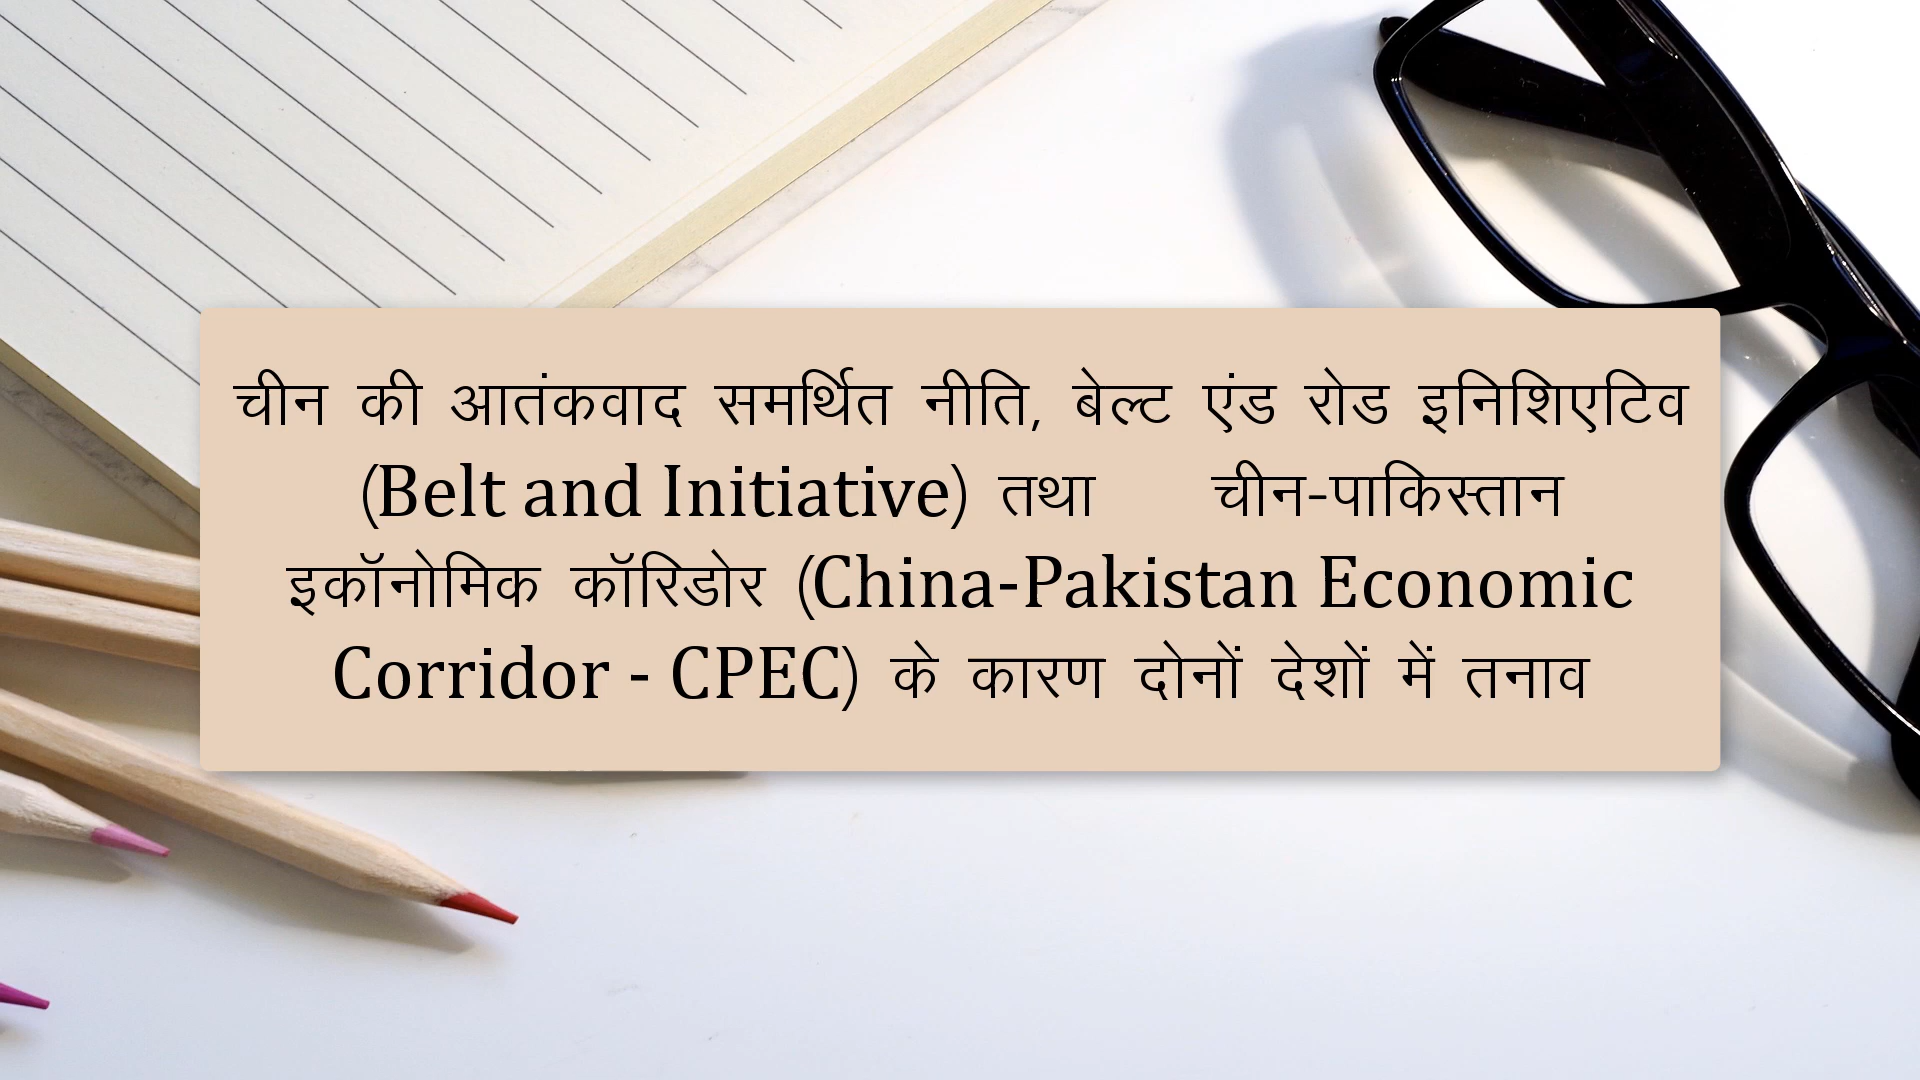 चीन की आतंकवाद समर्थित नीति, बेल्ट एंड रोड इनिशिएटिव
(Belt and Initiative) तथा चीन-पाकिस्तान
इकॉनोमिक कॉरिडोर (China-Pakistan Economic
Corridor - CPEC) के कारण दोनों देशों में तनाव